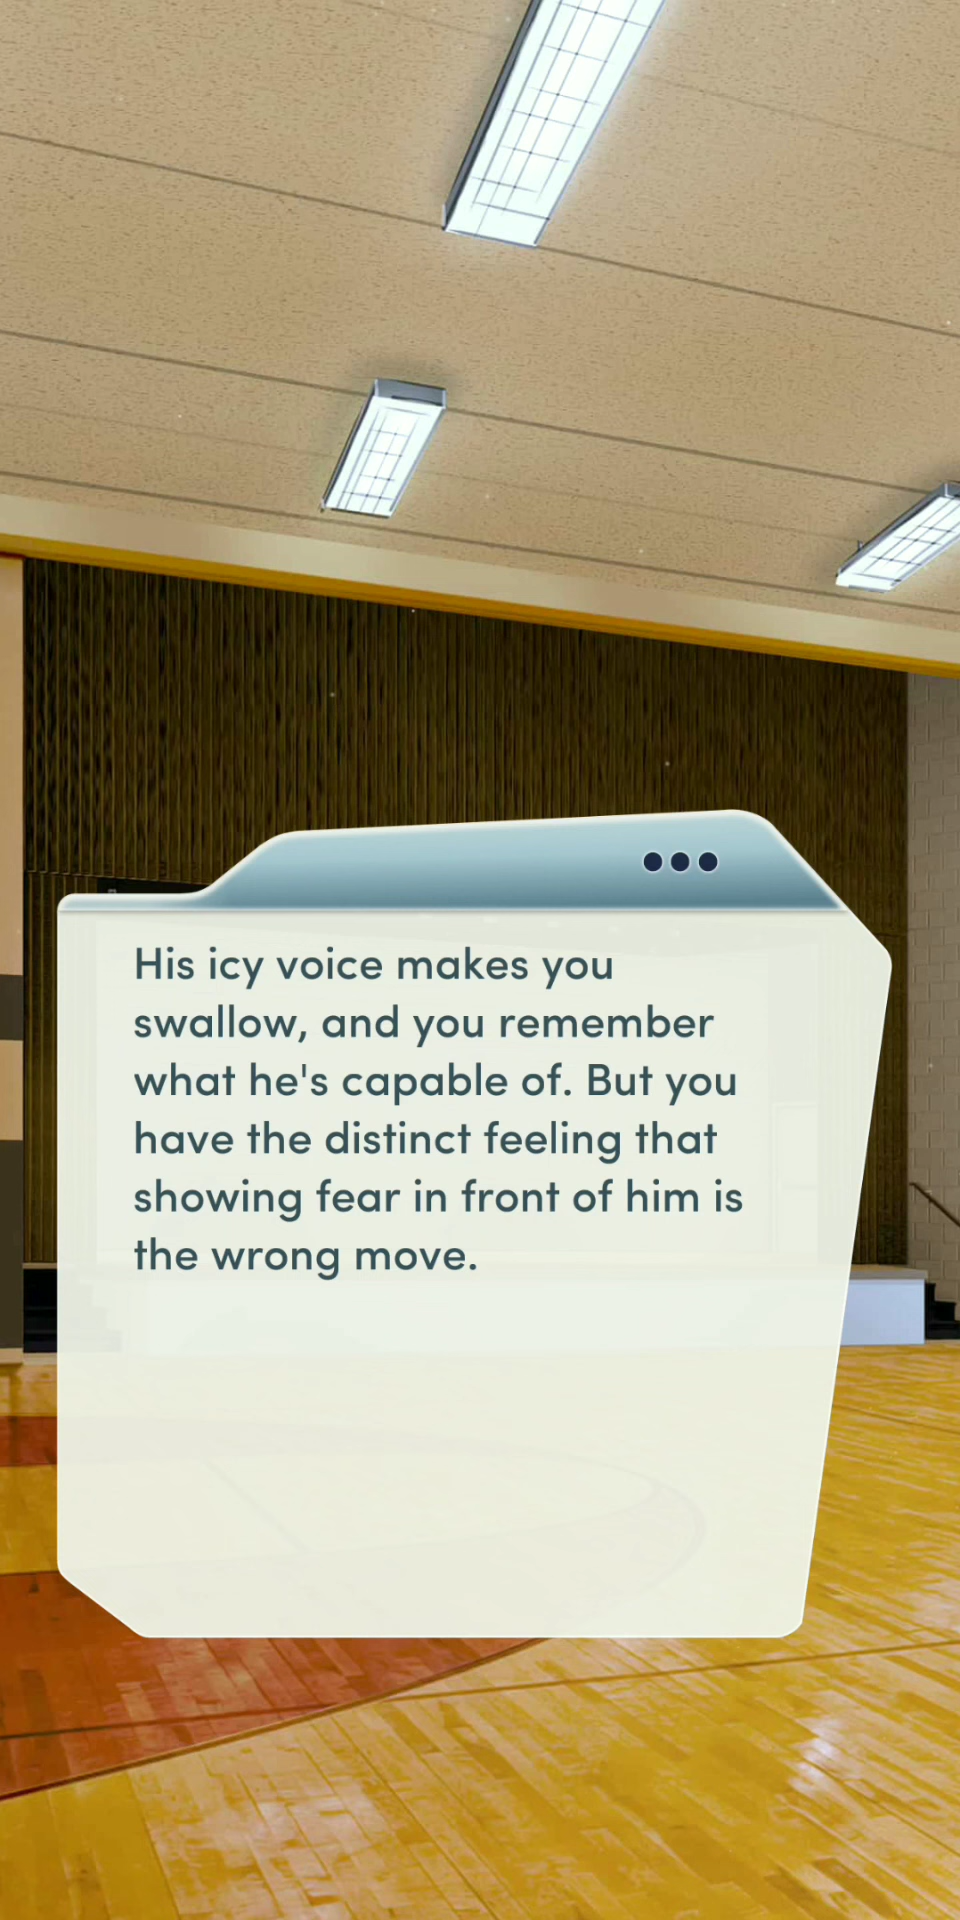 His icy voice makes you
swallow, and you remember
what he's capable of. But you
have the distinct feeling that
showing fear in front of him is
the wrong move.